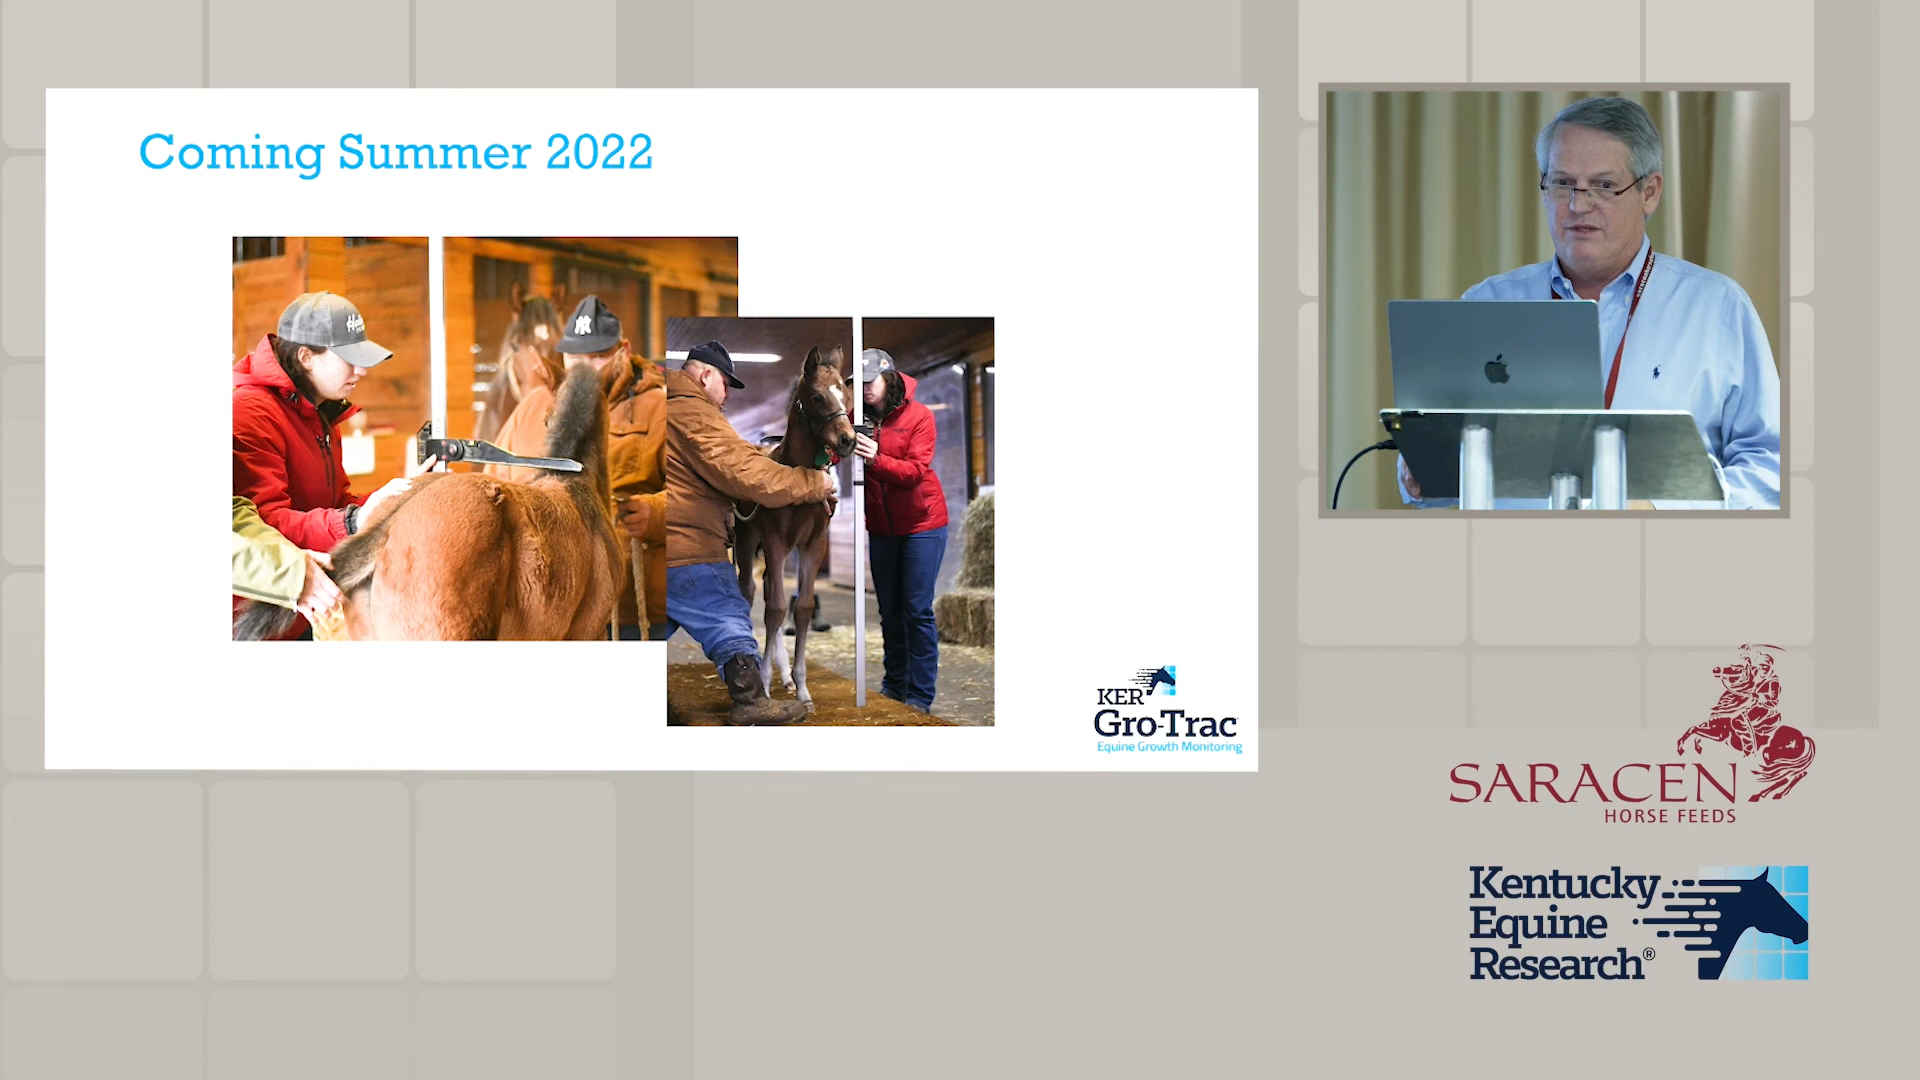 Coming Summer 2022
KER
Gro-Trac
Equine Growth Monitoring
SARACEN
HORSE FEEDS
Kentucky
Equine
Research®